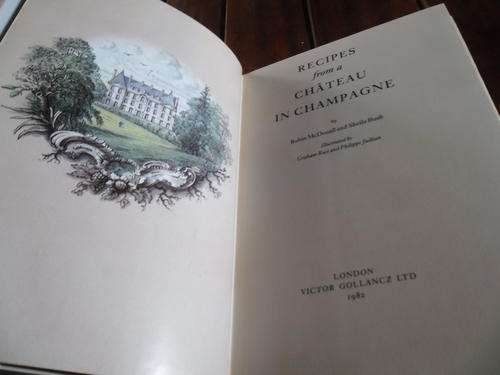 RECIPES
from a
CHÂTEAU
IN CHAMPAGNE
by
Robin McDouall and Sheila Bush
Illustrated by
Graham Rust and Philippe Jullian
LONDON
VICTOR GOLLANCZ LTD
1982